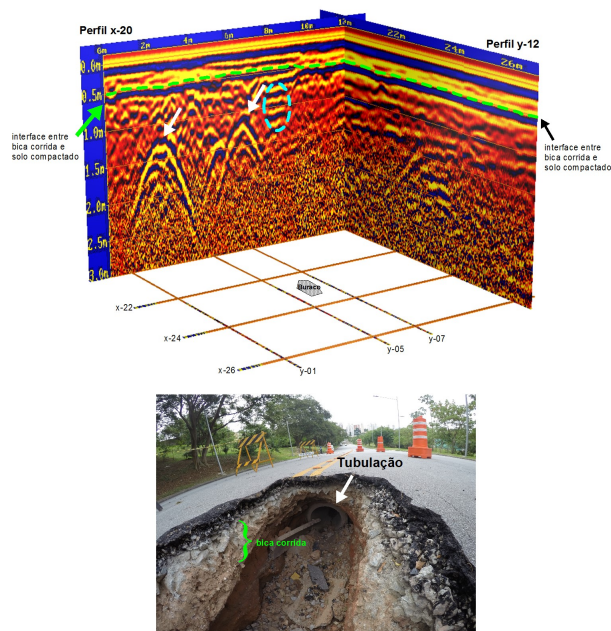 Perfil x-20
Perfil y-12
0m
2m
4m
6m
8m
10m
12m
22m
24m
26m
0.0m
0.5m
1.0m
1.5m
2.0m
2.5m
3.0m
interface entre
bica corrida e
solo compactado
interface entre
bica corrida e
solo compactado
Buraco
x-22
x-24
x-26
y-01
y-05
y-07
Tubulação
bica corrida